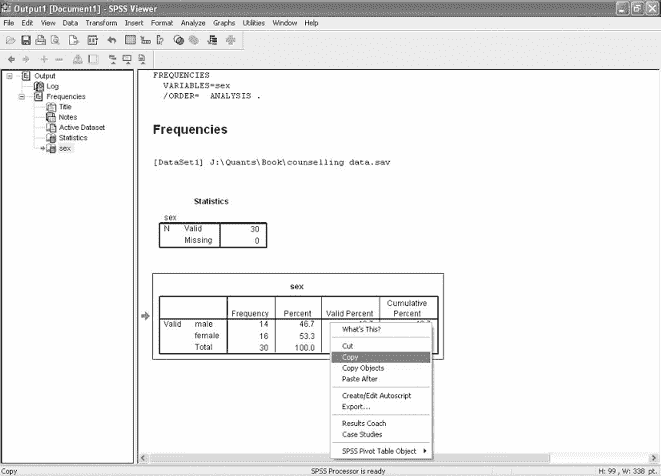 Output1 [Document1] - SPSS Viewer
File Edit View Data Transform Insert Format Analyze Graphs Utilities Window Help
Output
Log
Frequencies
Title
Notes
Active Dataset
Statistics
sex
FREQUENCIES
VARIABLES=sex
/ORDER= ANALYSIS .
Frequencies
[DataSet1] J:\Quants\Book\counselling data.sav
Statistics
sex
N Valid 30
Missing 0
sex
Frequency Percent Valid Percent Cumulative Percent
Valid male 14 46.7
female 16 53.3
Total 30 100.0
What's This?
Cut
Copy
Copy Objects
Paste After
Create/Edit Autoscript
Export...
Results Coach
Case Studies
SPSS Pivot Table Object
Copy SPSS Processor is ready H: 99 , W: 338 pt.